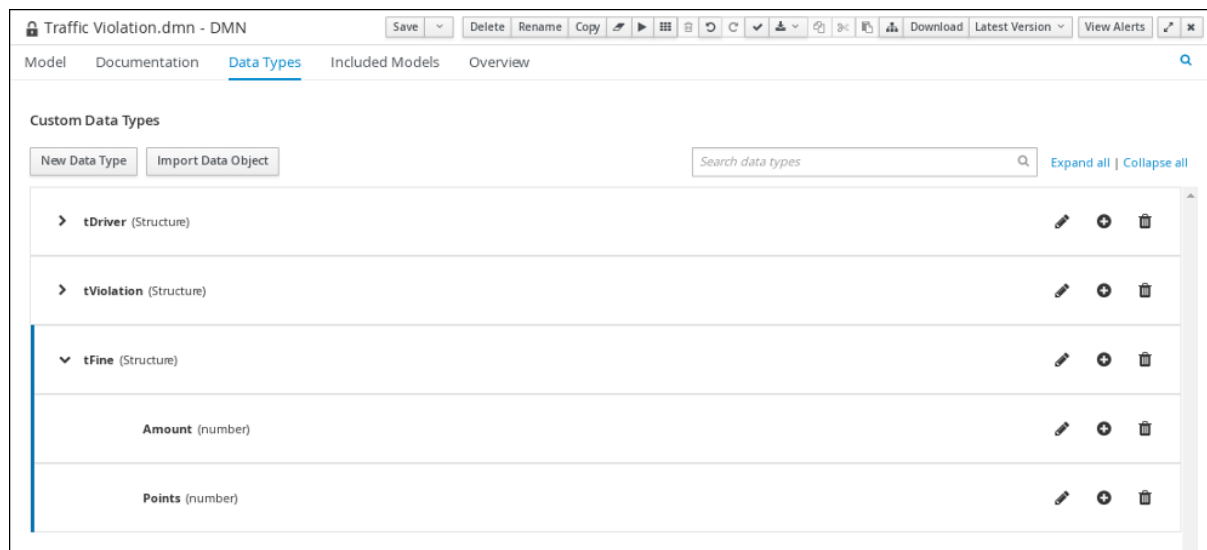 Traffic Violation.dmn - DMN Save Delete Rename Copy Download Latest Version View Alerts
Model Documentation Data Types Included Models Overview
Custom Data Types
New Data Type Import Data Object Search data types Expand all | Collapse all
tDriver (Structure)
tViolation (Structure)
tFine (Structure)
Amount (number)
Points (number)